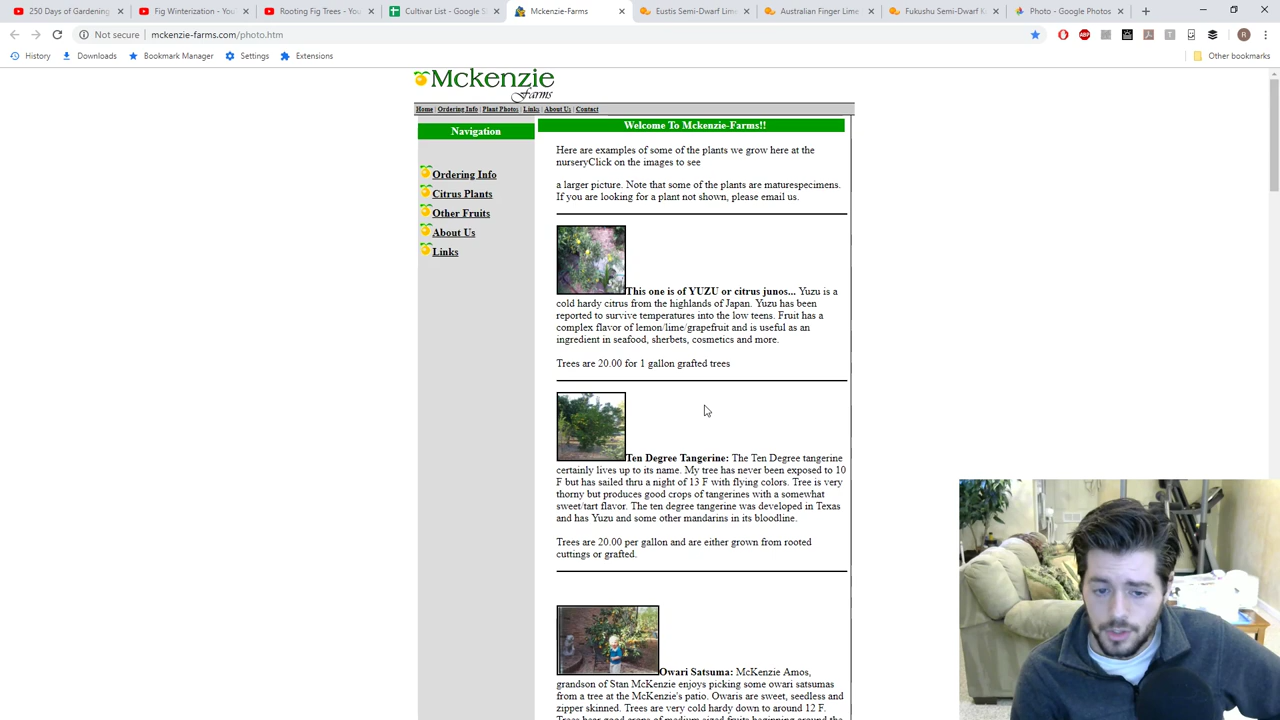 250 Days of Gardening
Fig Winterization - You
Rooting Fig Trees - You
Cultivar List - Google S
Mckenzie-Farms
Eustis Semi-Dwarf Lime
Australian Finger Lime
Fukushu Semi-Dwarf K
Photo - Google Photos
Not secure | mckenzie-farms.com/photo.htm
History
Downloads
Bookmark Manager
Settings
Extensions
Other bookmarks
Mckenzie
Farms
Home | Ordering Info | Plant Photos | Links | About Us | Contact
Navigation
Ordering Info
Citrus Plants
Other Fruits
About Us
Links
Welcome To Mckenzie-Farms!!
Here are examples of some of the plants we grow here at the
nurseryClick on the images to see
a larger picture. Note that some of the plants are maturespecimens.
If you are looking for a plant not shown, please email us.
This one is of YUZU or citrus junos... Yuzu is a
cold hardy citrus from the highlands of Japan. Yuzu has been
reported to survive temperatures into the low teens. Fruit has a
complex flavor of lemon/lime/grapefruit and is useful as an
ingredient in seafood, sherbets, cosmetics and more.
Trees are 20.00 for 1 gallon grafted trees
Ten Degree Tangerine: The Ten Degree tangerine
certainly lives up to its name. My tree has never been exposed to 10
F but has sailed thru a night of 13 F with flying colors. Tree is very
thorny but produces good crops of tangerines with a somewhat
sweet/tart flavor. The ten degree tangerine was developed in Texas
and has Yuzu and some other mandarins in its bloodline.
Trees are 20.00 per gallon and are either grown from rooted
cuttings or grafted.
Owari Satsuma: McKenzie Amos,
grandson of Stan McKenzie enjoys picking some owari satsumas
from a tree at the McKenzie's patio. Owaris are sweet, seedless and
zipper skinned. Trees are very cold hardy down to around 12 F.
Trees bear good crops of medium sized fruits beginning around the